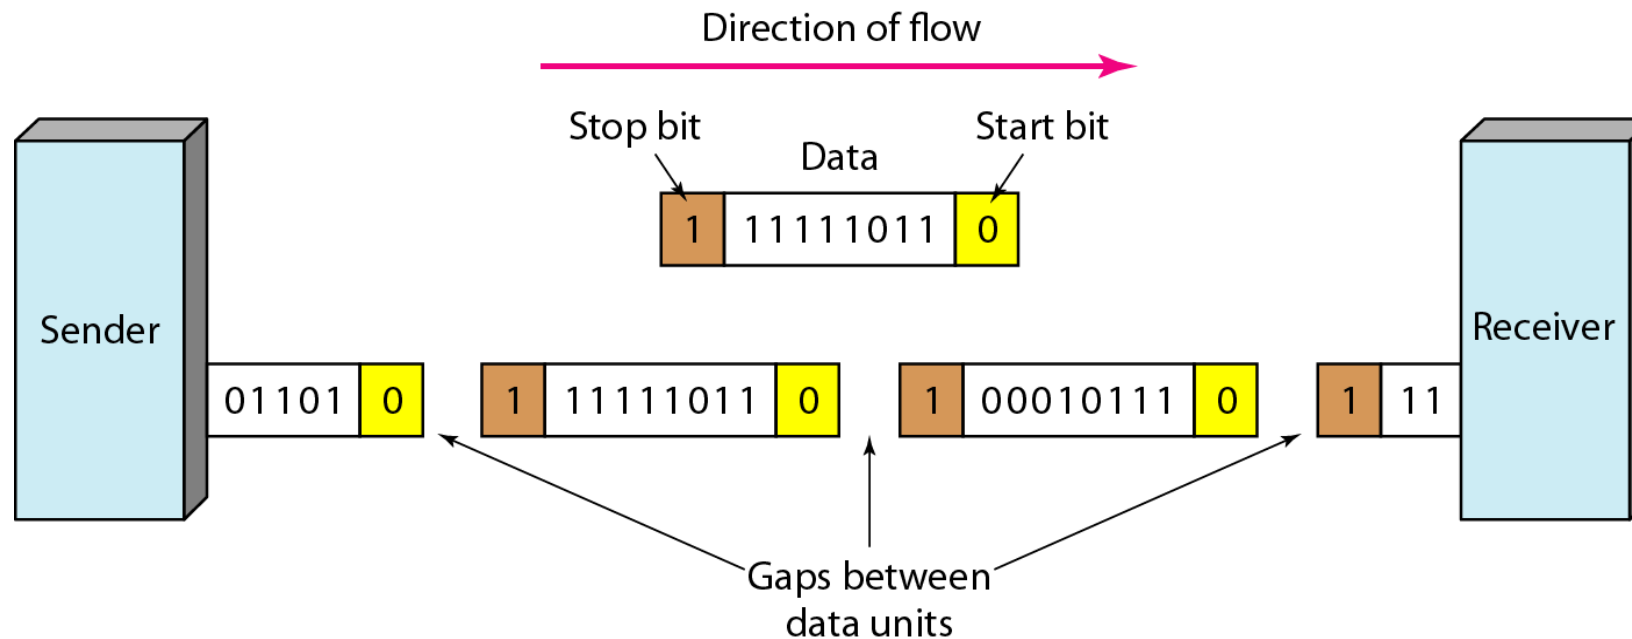 Direction of flow
Stop bit
Start bit
Data
1 11111011 0
Sender
Receiver
01101 0 1 11111011 0 1 00010111 0 1 11
Gaps between
data units